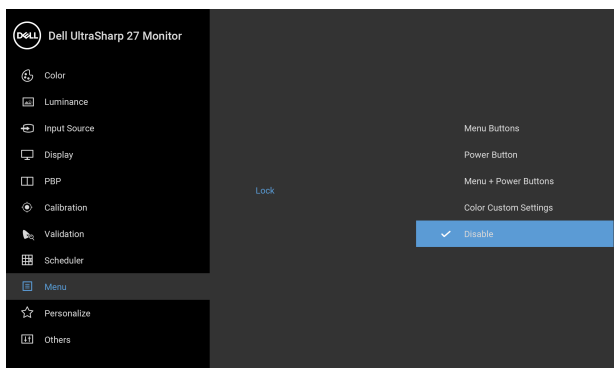 DELL Dell UltraSharp 27 Monitor
Color
Luminance
Input Source
Display
PBP
Calibration
Validation
Scheduler
Menu
Personalize
Others
Lock
Menu Buttons
Power Button
Menu + Power Buttons
Color Custom Settings
Disable